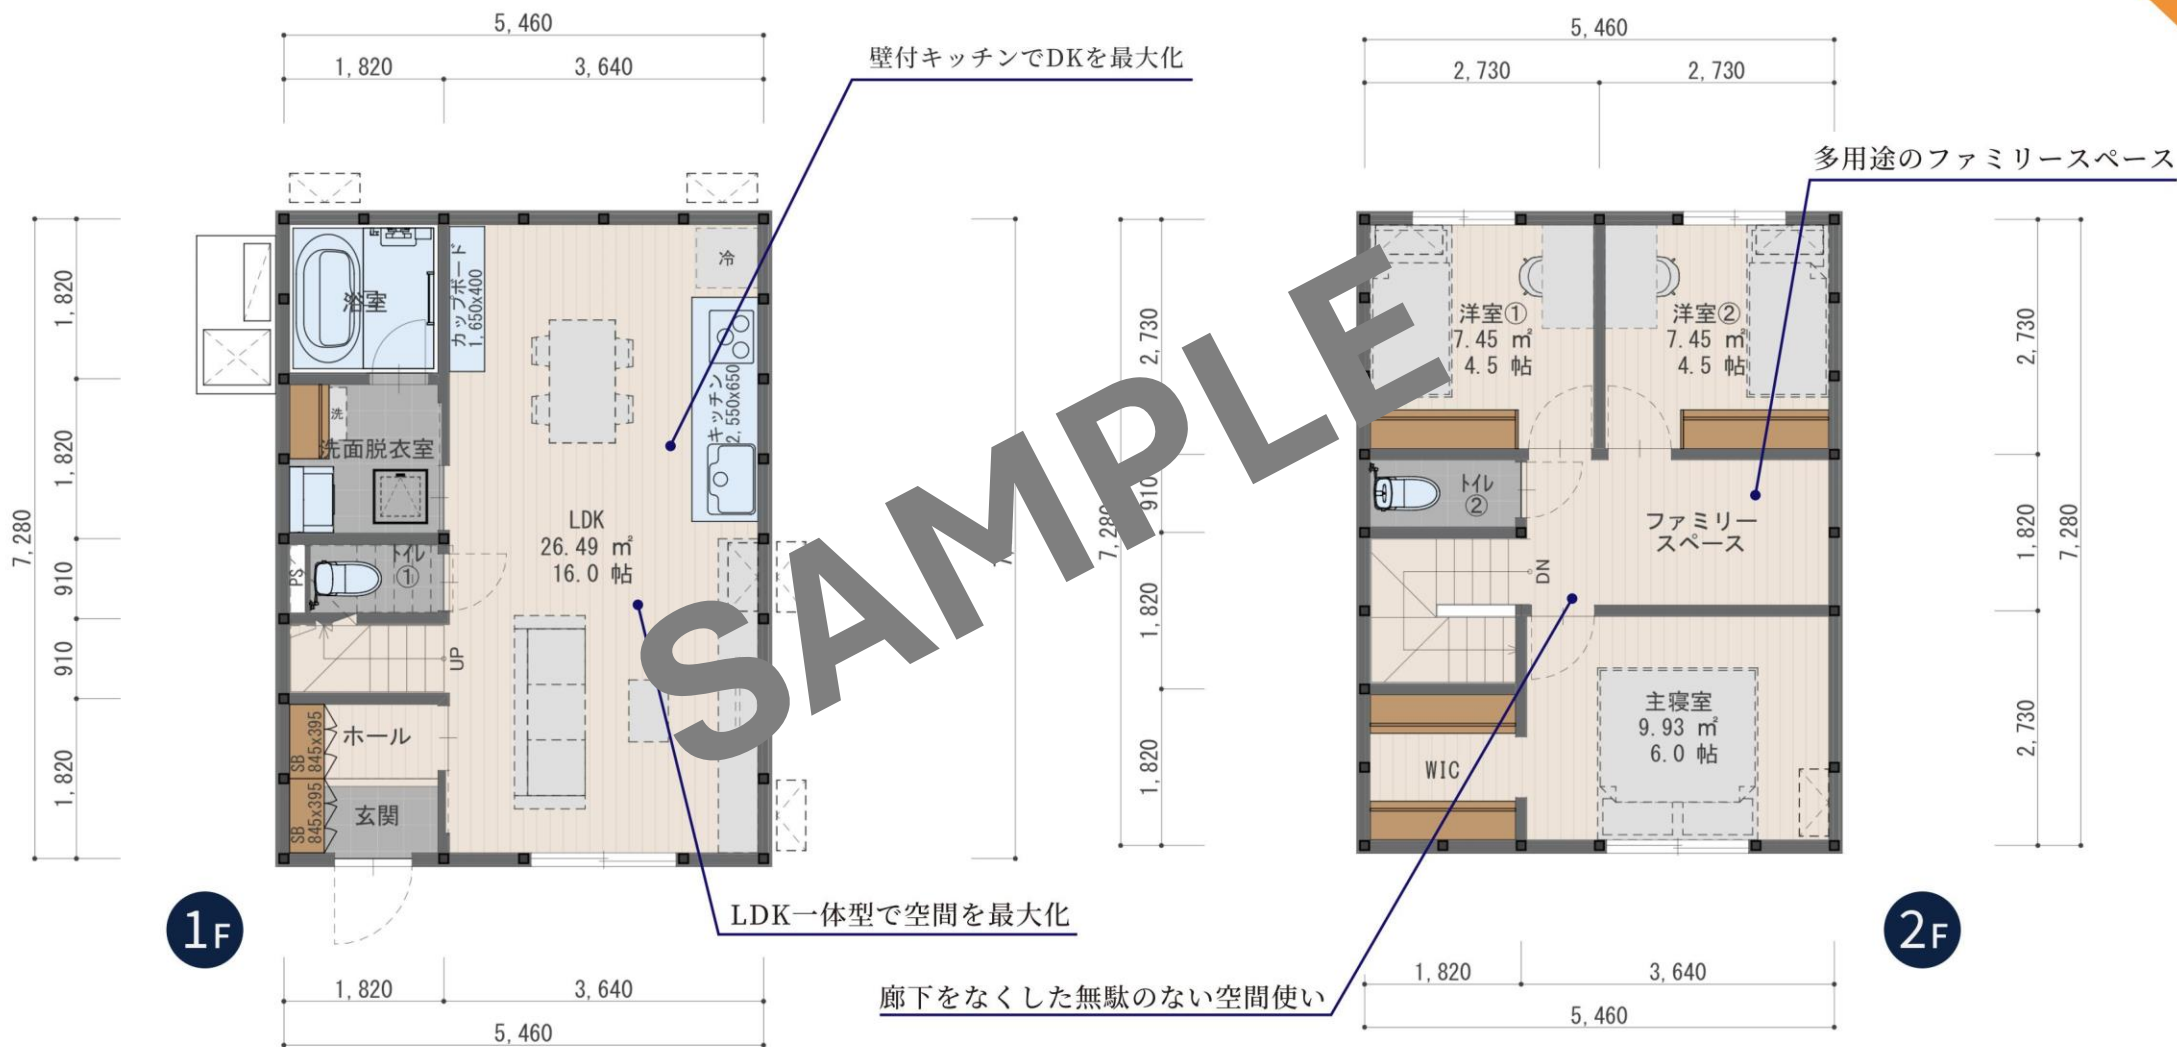 5,460
1,820
3,640
壁付キッチンでDKを最大化
5,460
2,730
2,730
多用途のファミリースペース
7,280
1,820
1,820
910
910
1,820
浴室
カップボード
1,650x400
冷
キッチン
2,550x650
洗
洗面脱衣室
LDK
26.49 ㎡
16.0 帖
PS
トイレ
①
UP
ホール
SB
845x395
SB
845x395
玄関
SAMPLE
7,280
2,730
910
1,820
1,820
洋室①
7.45 ㎡
4.5 帖
洋室②
7.45 ㎡
4.5 帖
トイレ
②
ファミリー
スペース
DN
主寝室
9.93 ㎡
6.0 帖
WIC
2,730
1,820
2,730
7,280
1F
LDK一体型で空間を最大化
2F
廊下をなくした無駄のない空間使い
1,820
3,640
5,460
1,820
3,640
5,460